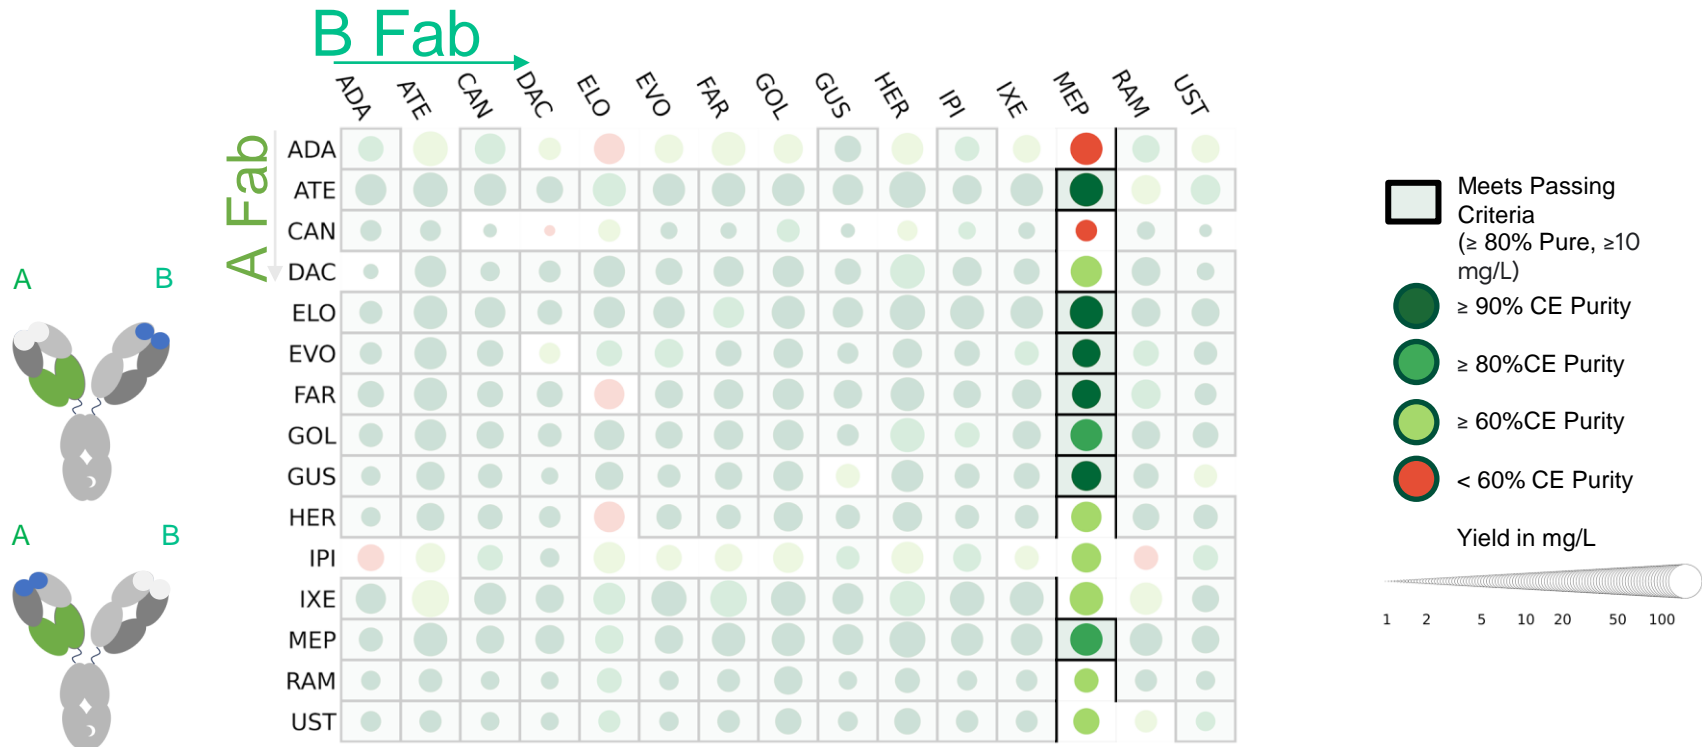 B Fab
ADA ATE CAN DAC ELO EVO FAR GOL GUS HER IPI IXE MEP RAM UST
A Fab
ADA
ATE
CAN
DAC
ELO
EVO
FAR
GOL
GUS
HER
IPI
IXE
MEP
RAM
UST
A B
A B
Meets Passing
Criteria
(≥ 80% Pure, ≥10
mg/L)
≥ 90% CE Purity
≥ 80%CE Purity
≥ 60%CE Purity
< 60% CE Purity
Yield in mg/L
1 2 5 10 20 50 100